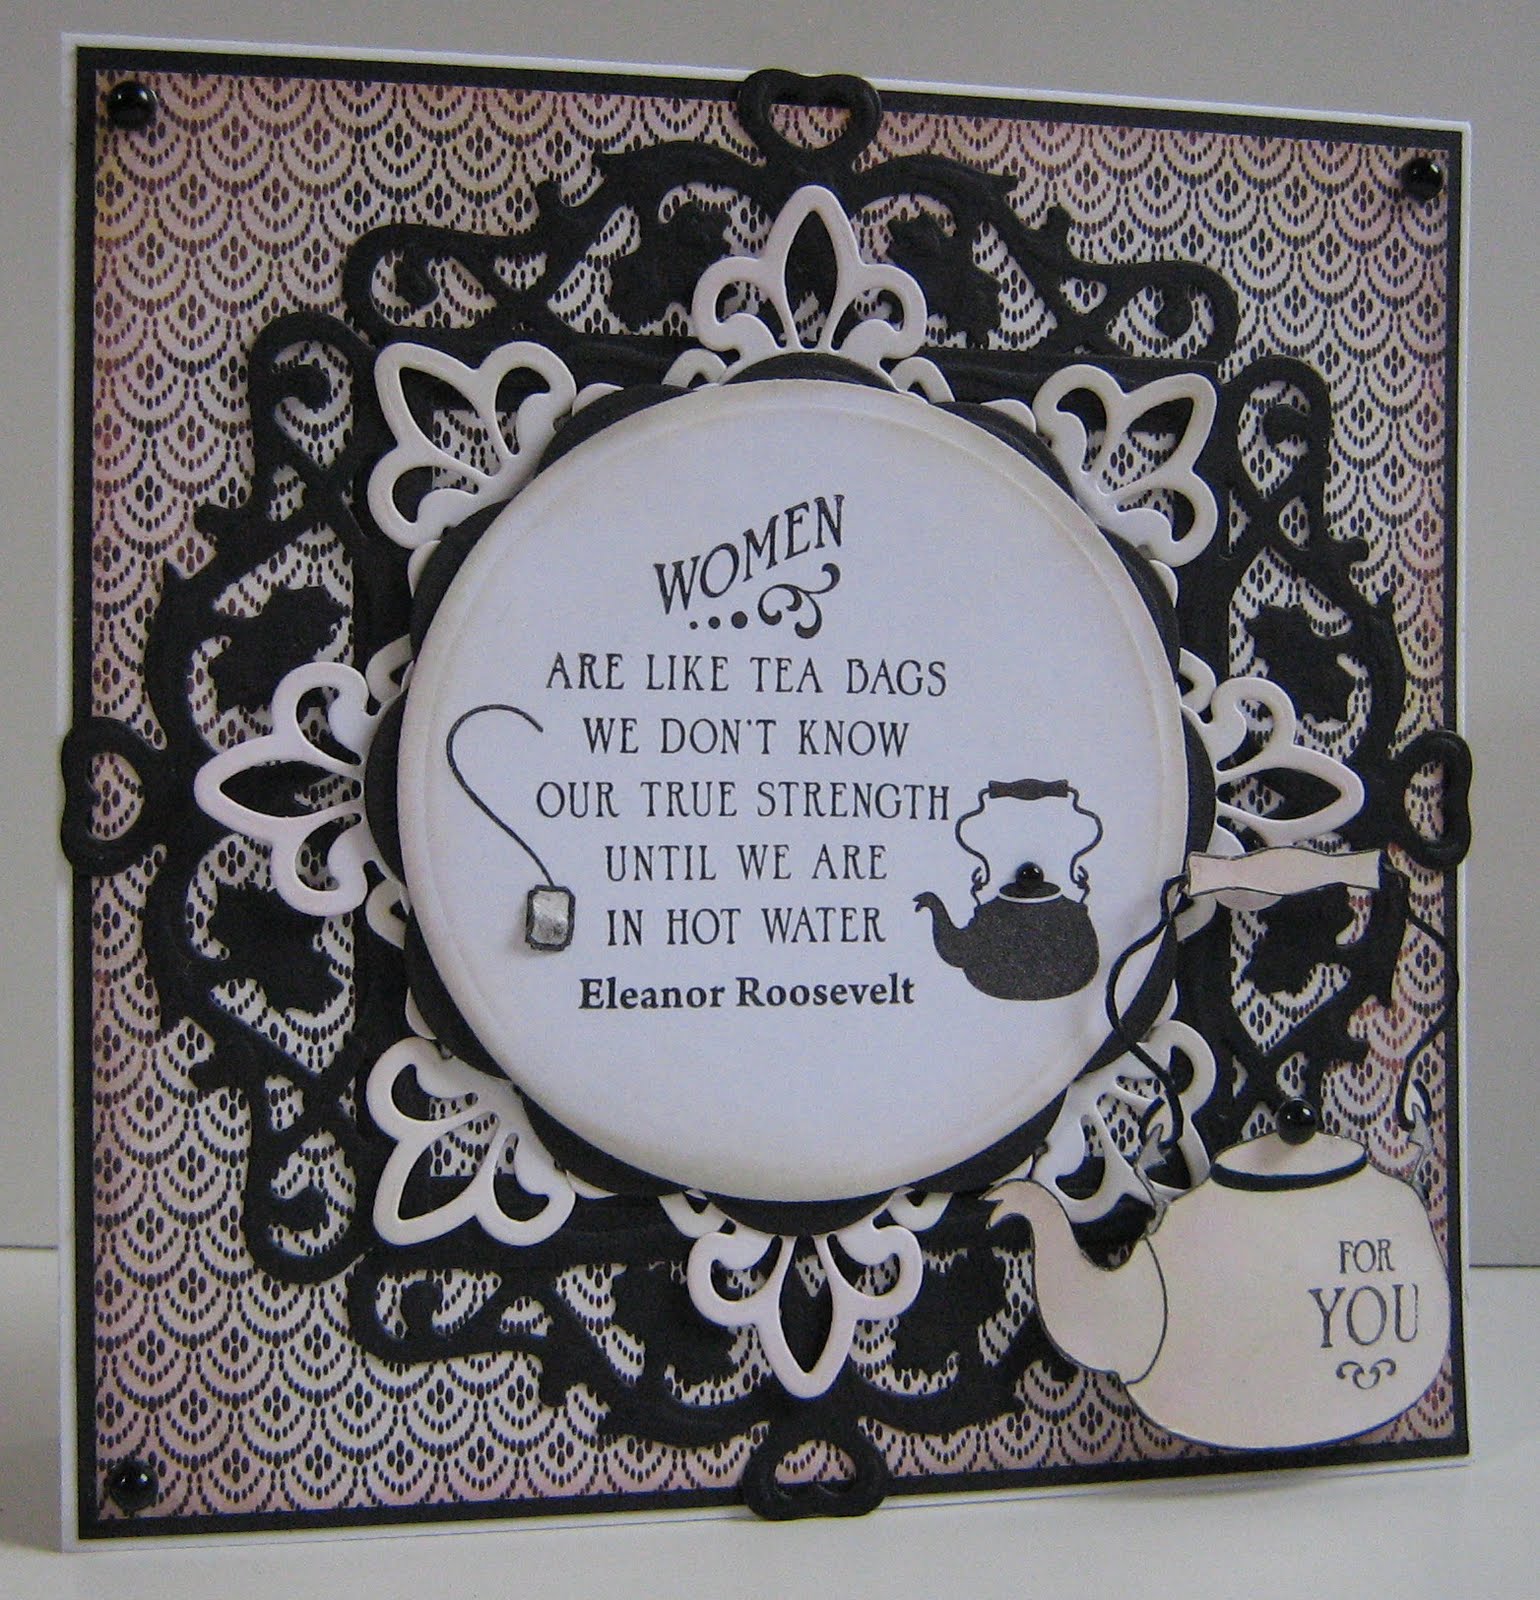 WOMEN
ARE LIKE TEA BAGS
WE DON'T KNOW
OUR TRUE STRENGTH
UNTIL WE ARE
IN HOT WATER
Eleanor Roosevelt
FOR
YOU